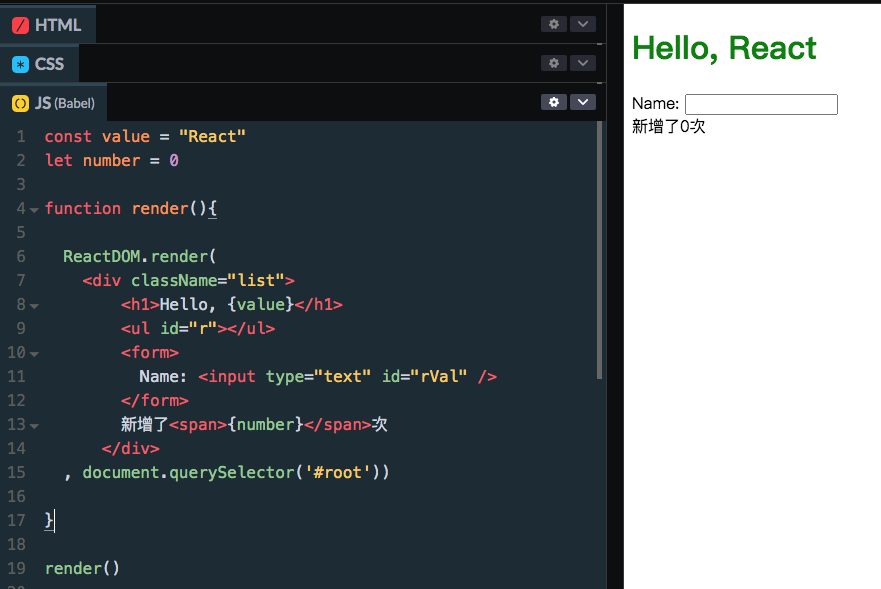 HTML
CSS
JS (Babel)
1 const value = "React"
2 let number = 0
3
4 function render(){
5
6 ReactDOM.render(
7 <div className="list">
8 <h1>Hello, {value}</h1>
9 <ul id="r"></ul>
10 <form>
11 Name: <input type="text" id="rVal" />
12 </form>
13 新增了<span>{number}</span>次
14 </div>
15 , document.querySelector('#root'))
16
17 }
18
19 render()
Hello, React
Name:
新增了0次